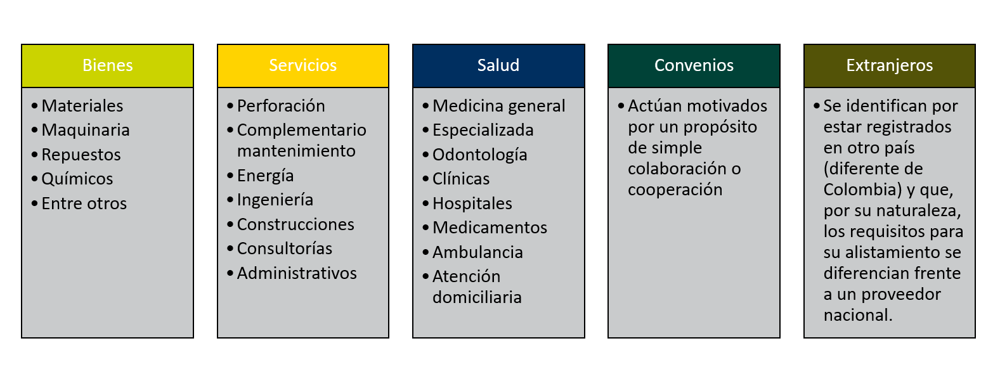 Bienes
• Materiales
• Maquinaria
• Repuestos
• Químicos
• Entre otros
Servicios
• Perforación
• Complementario
mantenimiento
• Energía
• Ingeniería
• Construcciones
• Consultorías
• Administrativos
Salud
• Medicina general
• Especializada
• Odontología
• Clínicas
• Hospitales
• Medicamentos
• Ambulancia
• Atención
domiciliaria
Convenios
• Actúan motivados
por un propósito
de simple
colaboración o
cooperación
Extranjeros
• Se identifican por
estar registrados
en otro país
(diferente de
Colombia) y que,
por su naturaleza,
los requisitos para
su alistamiento se
diferencian frente
a un proveedor
nacional.